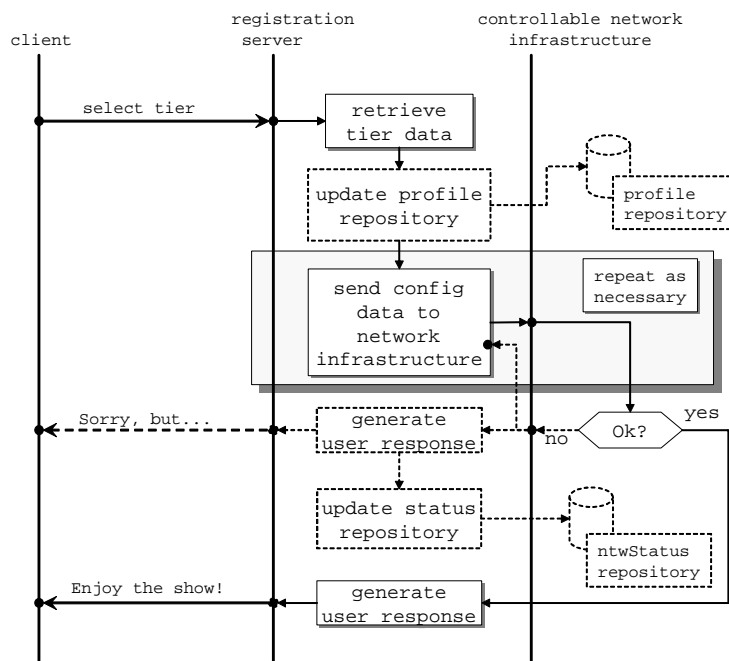 client
registration
server
controllable network
infrastructure
select tier
retrieve
tier data
update profile
repository
profile
repository
send config
data to
network
infrastructure
repeat as
necessary
Sorry, but...
generate
user response
no
Ok?
yes
update status
repository
ntwStatus
repository
Enjoy the show!
generate
user response